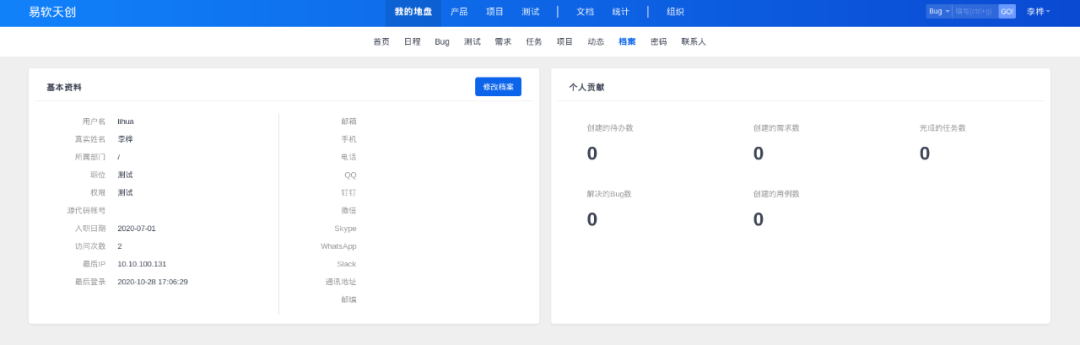 易软天创 我的地盘 产品 项目 测试 | 文档 统计 | 组织 Bug 编号(ctrl+g) GO! 李桦
首页 日程 Bug 测试 需求 任务 项目 动态 档案 密码 联系人
基本资料 修改档案
用户名 lihua
真实姓名 李桦
所属部门 /
职位 测试
权限 测试
源代码帐号
入职日期 2020-07-01
访问次数 2
最后IP 10.10.100.131
最后登录 2020-10-28 17:06:29
邮箱
手机
电话
QQ
钉钉
微信
Skype
WhatsApp
Slack
通讯地址
邮编
个人贡献
创建的待办数 创建的需求数 完成的任务数
0 0 0
解决的Bug数 创建的用例数
0 0